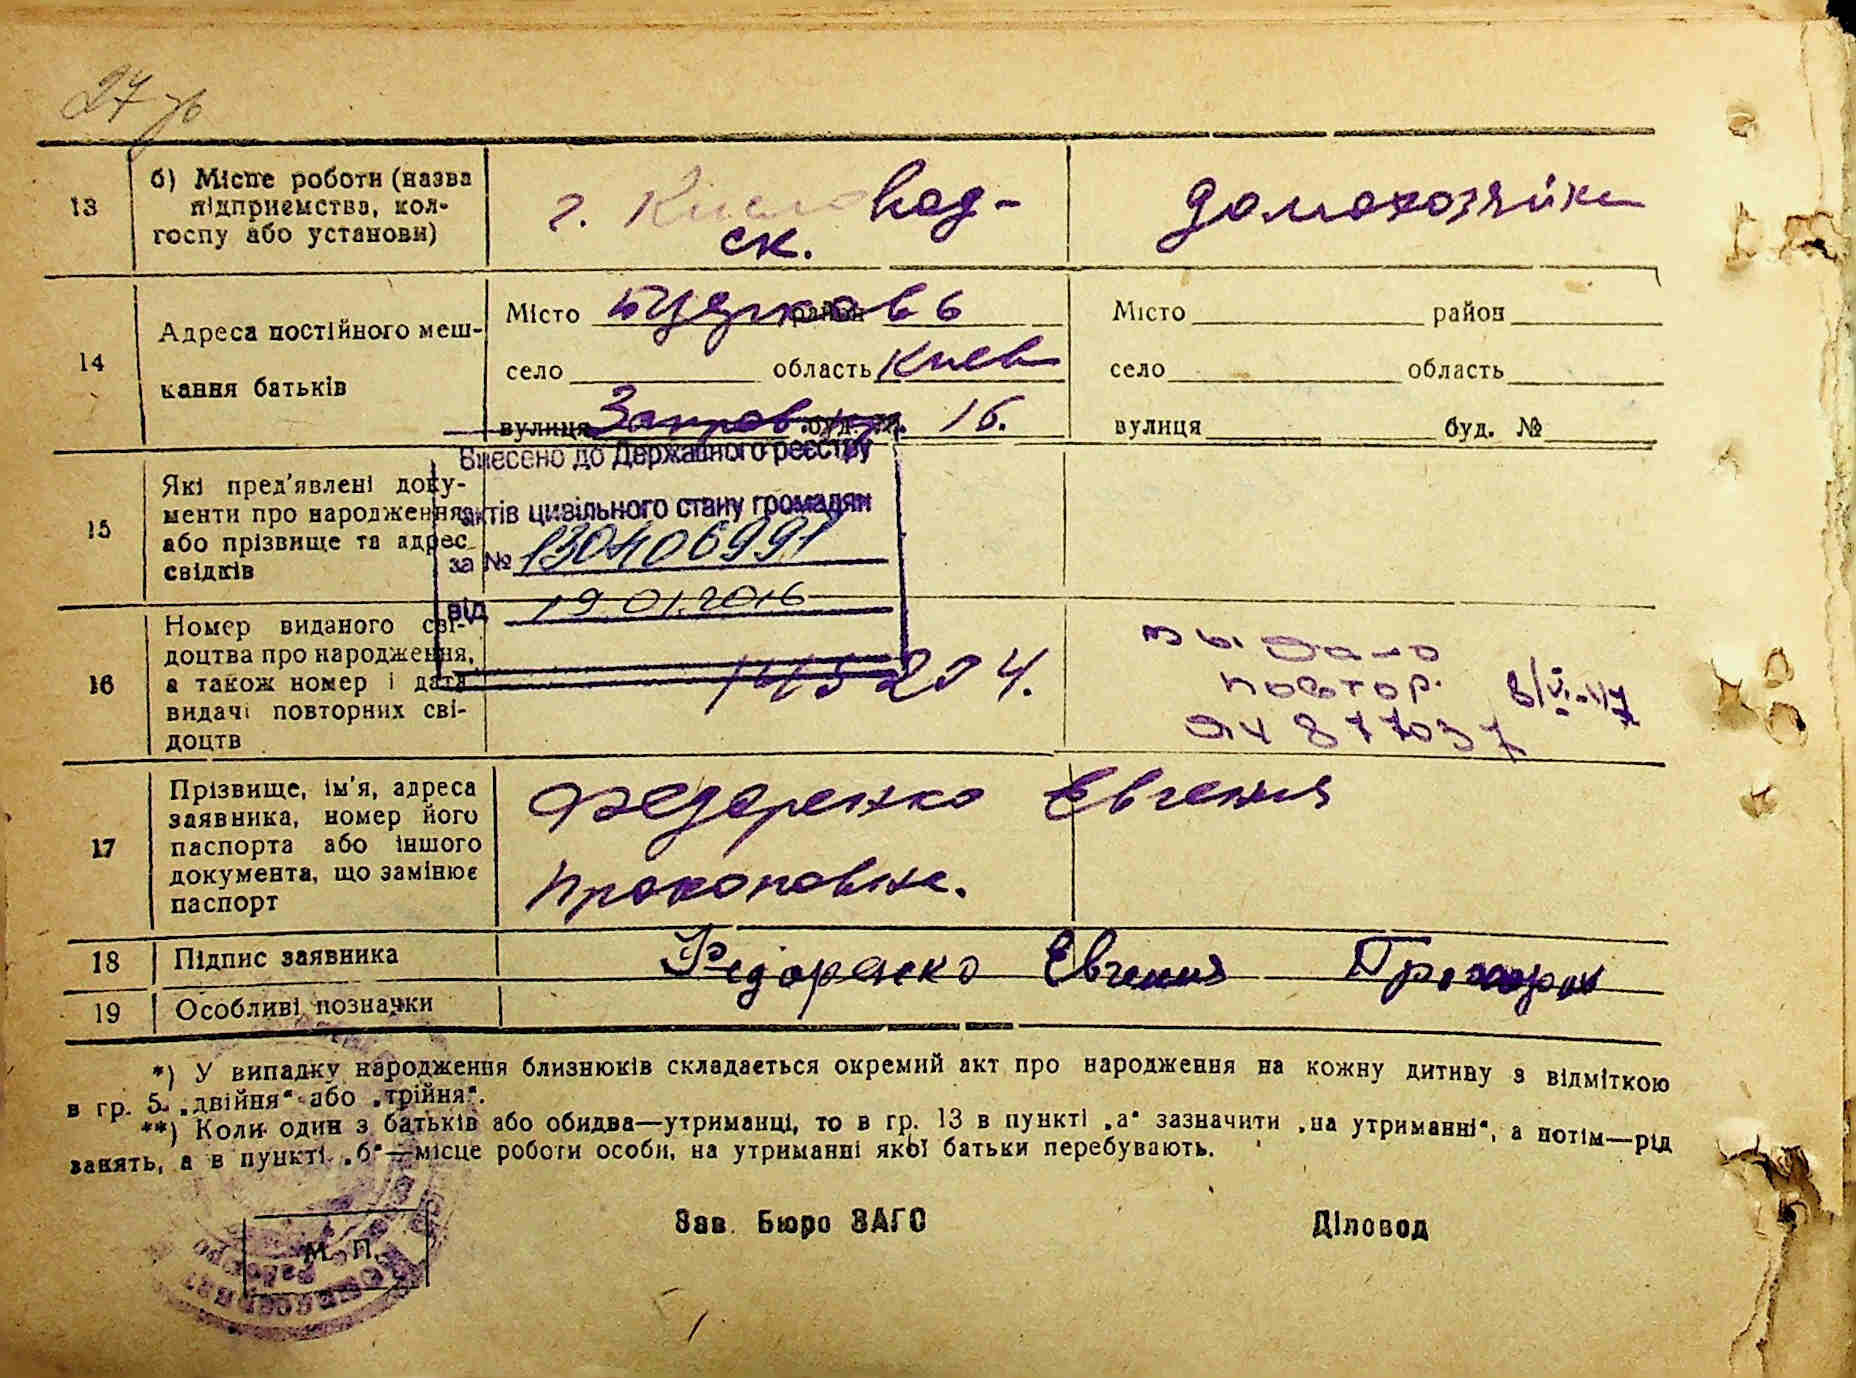 27
13
б) Місце роботи (назва
підприємства, кол-
госпу або установи)
г. Кисловод-
ск.
домохозяйка
14
Адреса постійного меш-
кання батьків
Місто район
село область Киев
вулиця буд. № 16.
Місто район
село область
вулиця буд. №
Внесено до Державного реєстру
актів цивільного стану громадян
за № 130406991
від 19.01.2016
15
Які пред'явлені доку-
менти про народження
або прізвище та адрес
свідків
16
Номер виданого сві-
доцтва про народження,
а також номер і дата
видачі повторних сві-
доцтв
выдано
повтор.
877037
17
Прізвище, ім'я, адреса
заявника, номер його
паспорта або іншого
документа, що замінює
паспорт
Федоренко Евгения
Прокоповна.
18
Підпис заявника
Федоренко Евгения
19
Особливі позначки
*) У випадку народження близнюків складається окремий акт про народження на кожну дитину з відміткою
в гр. 5 „двійня“ або „трійня“.
**) Коли один з батьків або обидва—утриманці, то в гр. 13 в пункті „а“ зазначити „на утриманні“, а потім—рід
занять, а в пункті „б“—місце роботи особи, на утриманні якої батьки перебувають.
Зав. Бюро ЗАГС
Діловод
М. П.